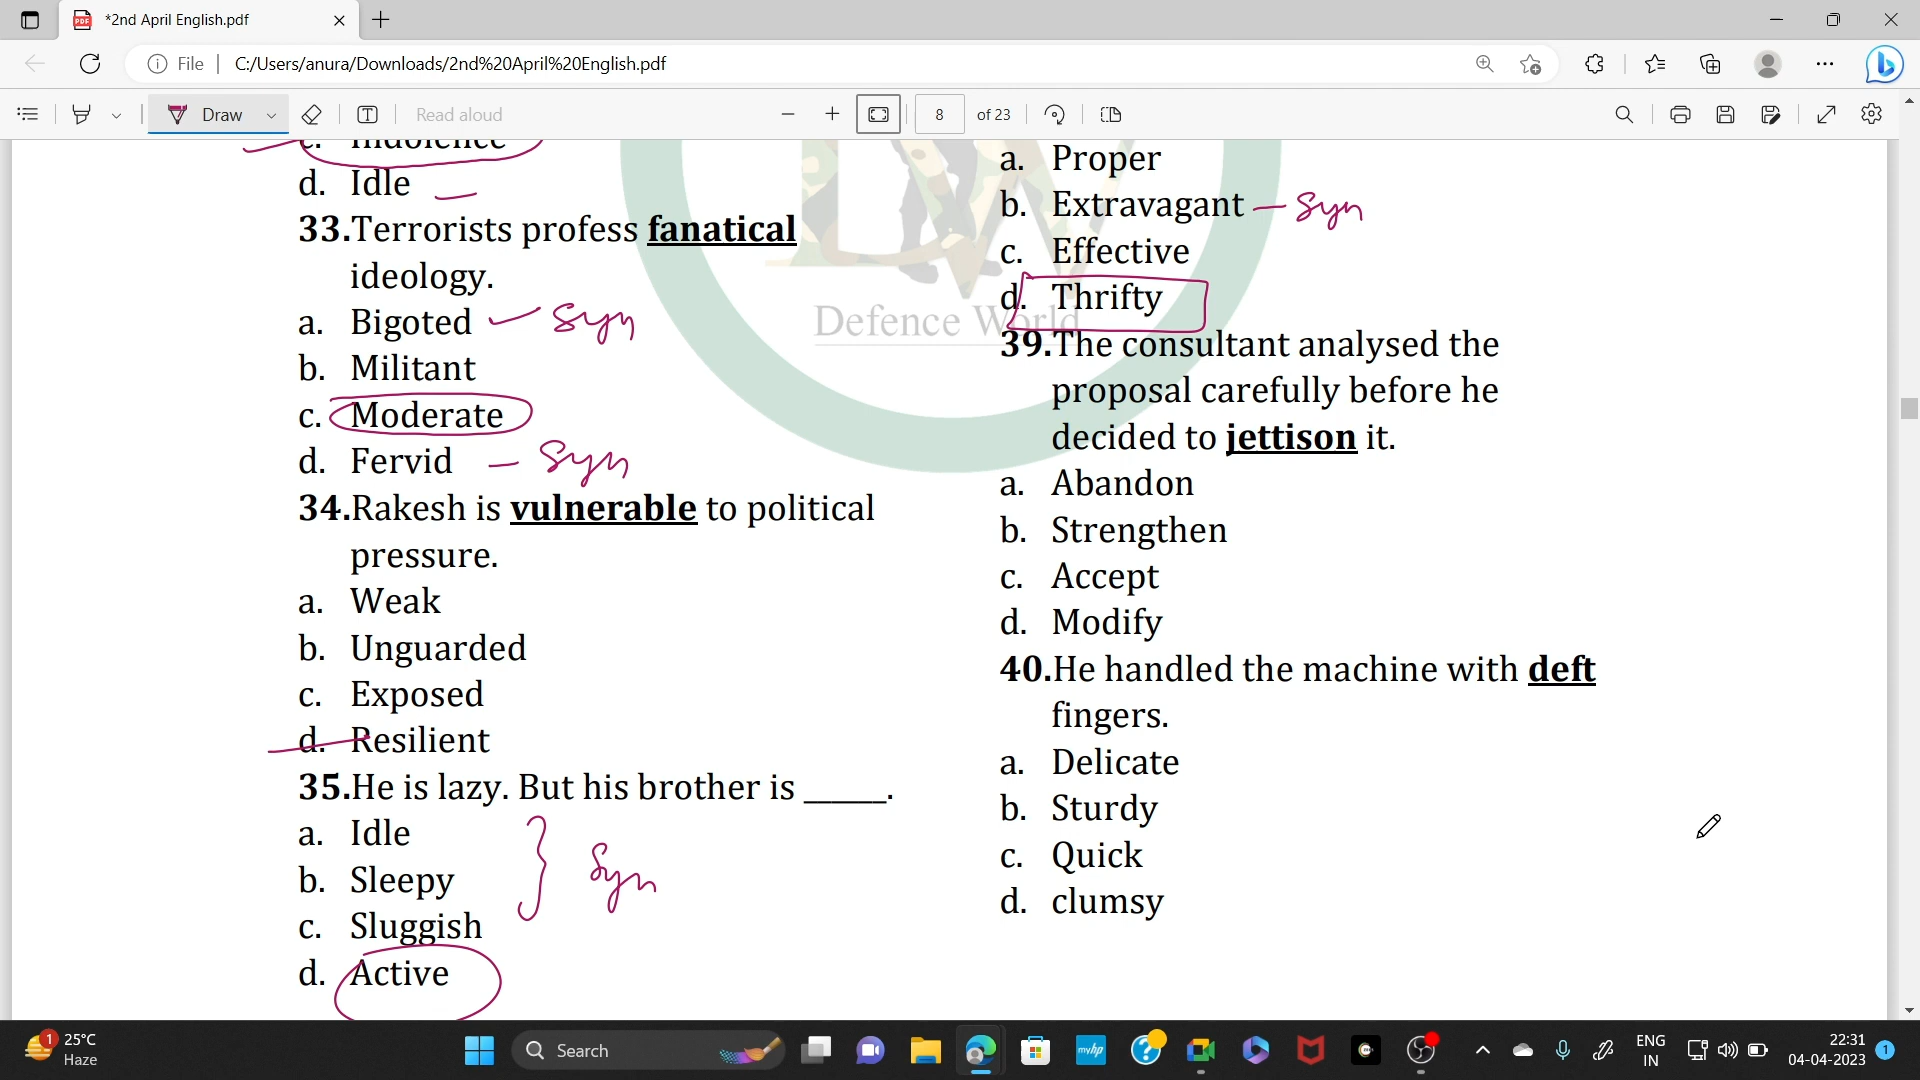 *2nd April English.pdf
File
C:/Users/anura/Downloads/2nd%20April%20English.pdf
Draw
Read aloud
8 of 23
c. Indolence
d. Idle
33.Terrorists profess fanatical
ideology.
a. Bigoted Syn
b. Militant
c. Moderate
d. Fervid Syn
34.Rakesh is vulnerable to political
pressure.
a. Weak
b. Unguarded
c. Exposed
d. Resilient
35.He is lazy. But his brother is ______.
a. Idle
b. Sleepy
c. Sluggish
Syn
d. Active
a. Proper
b. Extravagant Syn
c. Effective
d. Thrifty
Defence World
39.The consultant analysed the
proposal carefully before he
decided to jettison it.
a. Abandon
b. Strengthen
c. Accept
d. Modify
40.He handled the machine with deft
fingers.
a. Delicate
b. Sturdy
c. Quick
d. clumsy
1
25°C
Haze
Search
myhp
ENG
IN
22:31
04-04-2023
1